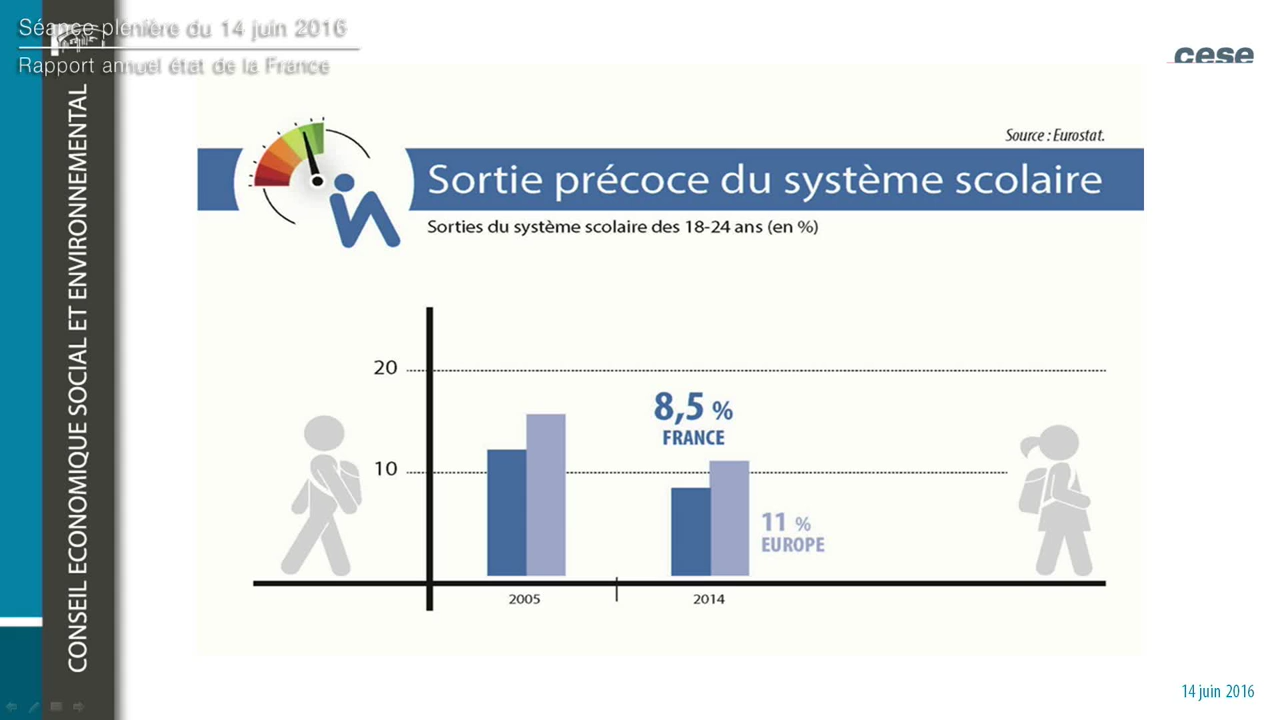 Séance plénière du 14 juin 2016
Rapport annuel état de la France
CONSEIL ECONOMIQUE SOCIAL ET ENVIRONNEMENTAL
cese
Source : Eurostat.
Sortie précoce du système scolaire
Sorties du système scolaire des 18-24 ans (en %)
20
10
8,5 %
FRANCE
11 %
EUROPE
2005
2014
14 juin 2016